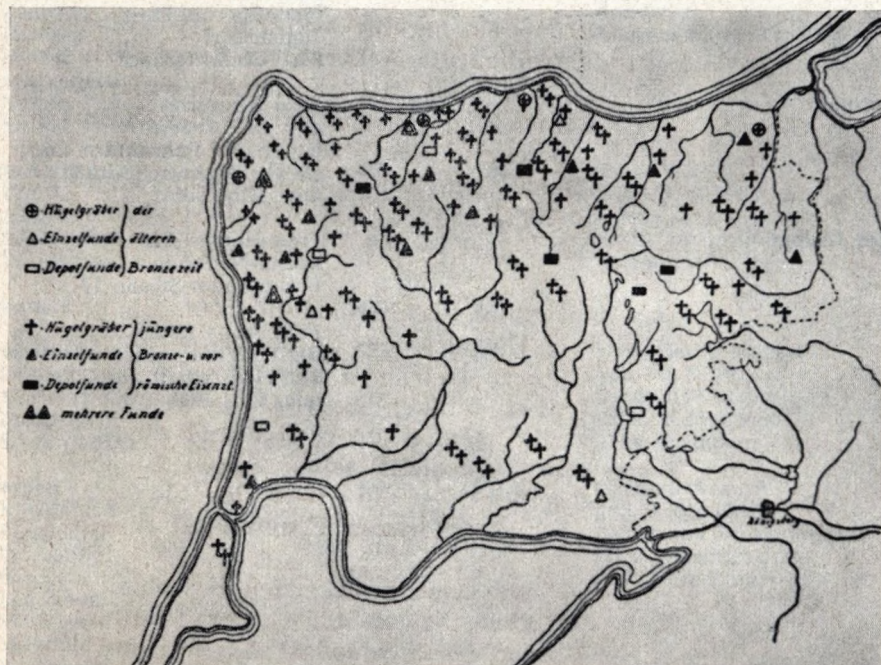 Hügelgräber der
Einzelfunde älteren
Depotfunde Bronzezeit
Hügelgräber jüngere
Einzelfunde Bronze- u. vor
Depotfunde römische Eisenzt.
mehrere Funde
Königsberg